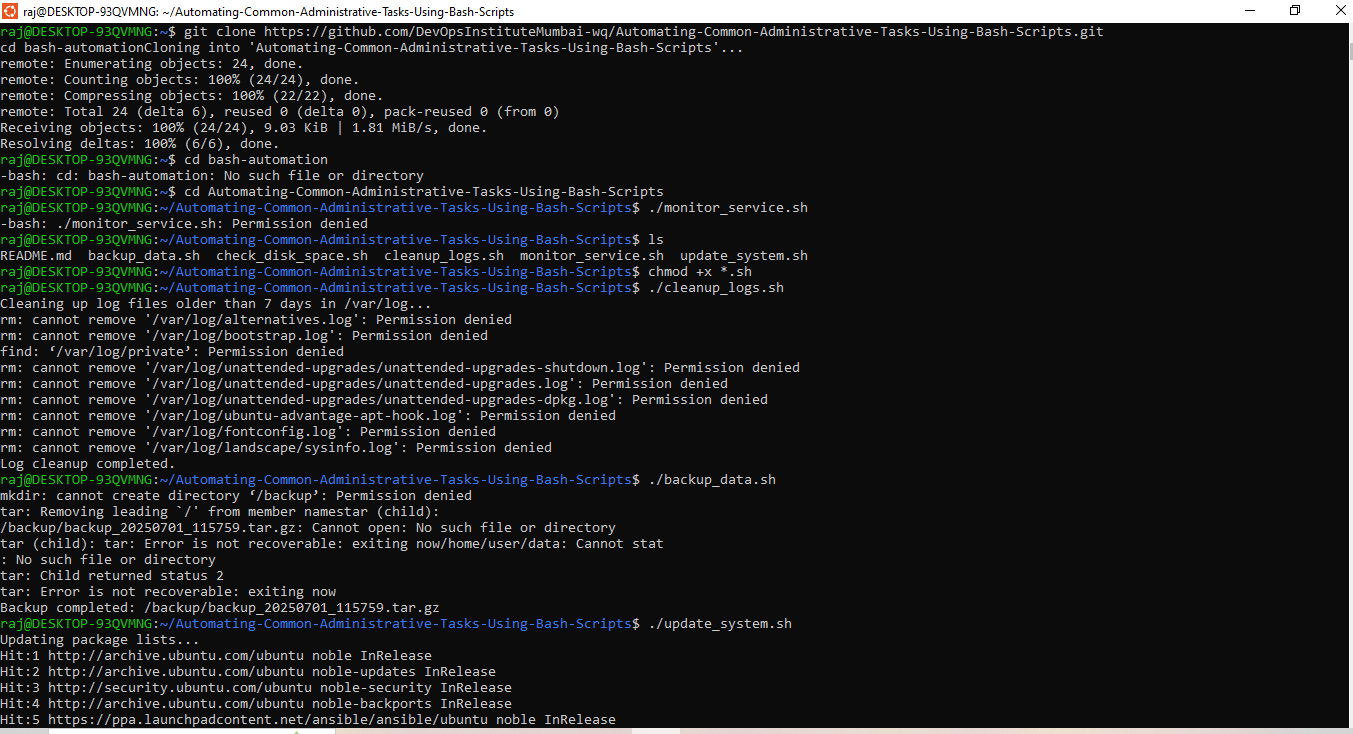 raj@DESKTOP-93QVMNG: ~/Automating-Common-Administrative-Tasks-Using-Bash-Scripts
raj@DESKTOP-93QVMNG:~$ git clone https://github.com/DevOpsInstituteMumbai-wq/Automating-Common-Administrative-Tasks-Using-Bash-Scripts.git
cd bash-automationCloning into 'Automating-Common-Administrative-Tasks-Using-Bash-Scripts'...
remote: Enumerating objects: 24, done.
remote: Counting objects: 100% (24/24), done.
remote: Compressing objects: 100% (22/22), done.
remote: Total 24 (delta 6), reused 0 (delta 0), pack-reused 0 (from 0)
Receiving objects: 100% (24/24), 9.03 KiB | 1.81 MiB/s, done.
Resolving deltas: 100% (6/6), done.
raj@DESKTOP-93QVMNG:~$ cd bash-automation
-bash: cd: bash-automation: No such file or directory
raj@DESKTOP-93QVMNG:~$ cd Automating-Common-Administrative-Tasks-Using-Bash-Scripts
raj@DESKTOP-93QVMNG:~/Automating-Common-Administrative-Tasks-Using-Bash-Scripts$ ./monitor_service.sh
-bash: ./monitor_service.sh: Permission denied
raj@DESKTOP-93QVMNG:~/Automating-Common-Administrative-Tasks-Using-Bash-Scripts$ ls
README.md  backup_data.sh  check_disk_space.sh  cleanup_logs.sh  monitor_service.sh  update_system.sh
raj@DESKTOP-93QVMNG:~/Automating-Common-Administrative-Tasks-Using-Bash-Scripts$ chmod +x *.sh
raj@DESKTOP-93QVMNG:~/Automating-Common-Administrative-Tasks-Using-Bash-Scripts$ ./cleanup_logs.sh
Cleaning up log files older than 7 days in /var/log...
rm: cannot remove '/var/log/alternatives.log': Permission denied
rm: cannot remove '/var/log/bootstrap.log': Permission denied
find: ‘/var/log/private’: Permission denied
rm: cannot remove '/var/log/unattended-upgrades/unattended-upgrades-shutdown.log': Permission denied
rm: cannot remove '/var/log/unattended-upgrades/unattended-upgrades.log': Permission denied
rm: cannot remove '/var/log/unattended-upgrades/unattended-upgrades-dpkg.log': Permission denied
rm: cannot remove '/var/log/ubuntu-advantage-apt-hook.log': Permission denied
rm: cannot remove '/var/log/fontconfig.log': Permission denied
rm: cannot remove '/var/log/landscape/sysinfo.log': Permission denied
Log cleanup completed.
raj@DESKTOP-93QVMNG:~/Automating-Common-Administrative-Tasks-Using-Bash-Scripts$ ./backup_data.sh
mkdir: cannot create directory ‘/backup’: Permission denied
tar: Removing leading `/' from member namestar (child):
/backup/backup_20250701_115759.tar.gz: Cannot open: No such file or directory
tar (child): tar: Error is not recoverable: exiting now/home/user/data: Cannot stat
: No such file or directory
tar: Child returned status 2
tar: Error is not recoverable: exiting now
Backup completed: /backup/backup_20250701_115759.tar.gz
raj@DESKTOP-93QVMNG:~/Automating-Common-Administrative-Tasks-Using-Bash-Scripts$ ./update_system.sh
Updating package lists...
Hit:1 http://archive.ubuntu.com/ubuntu noble InRelease
Hit:2 http://archive.ubuntu.com/ubuntu noble-updates InRelease
Hit:3 http://security.ubuntu.com/ubuntu noble-security InRelease
Hit:4 http://archive.ubuntu.com/ubuntu noble-backports InRelease
Hit:5 https://ppa.launchpadcontent.net/ansible/ansible/ubuntu noble InRelease